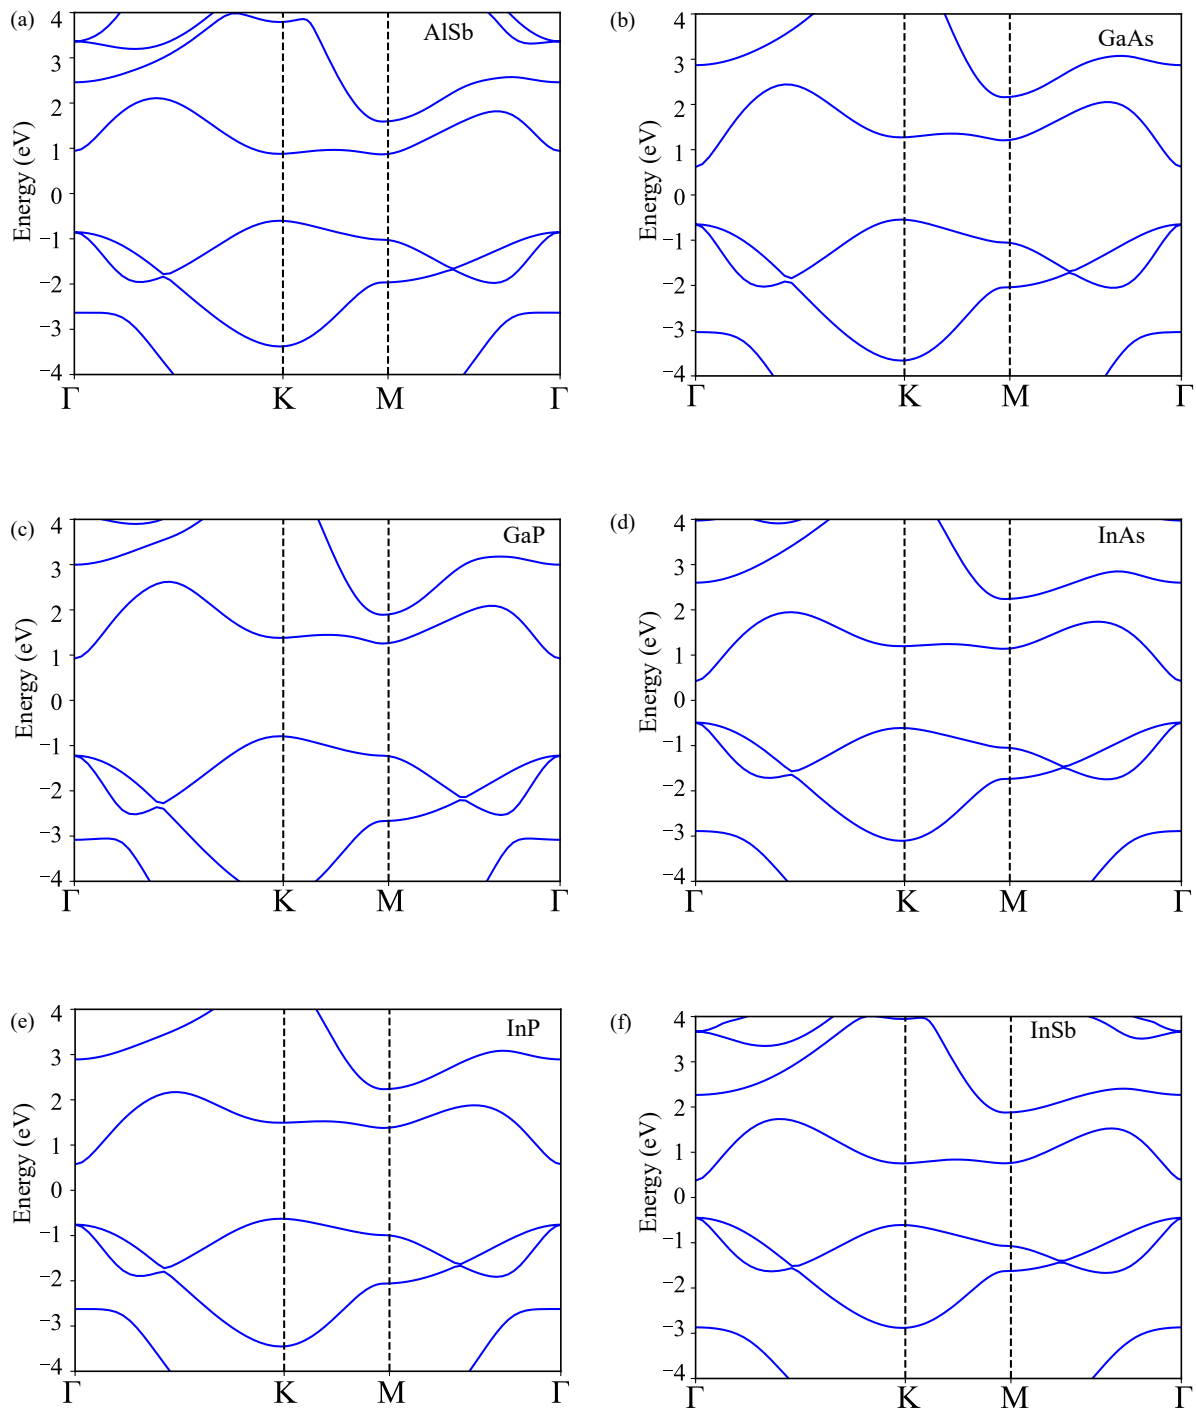 (a)
AlSb
Energy (eV)
4
3
2
1
0
−1
−2
−3
−4
Γ K M Γ
(b)
GaAs
Energy (eV)
4
3
2
1
0
−1
−2
−3
−4
Γ K M Γ
(c)
GaP
Energy (eV)
4
3
2
1
0
−1
−2
−3
−4
Γ K M Γ
(d)
InAs
Energy (eV)
4
3
2
1
0
−1
−2
−3
−4
Γ K M Γ
(e)
InP
Energy (eV)
4
3
2
1
0
−1
−2
−3
−4
Γ K M Γ
(f)
InSb
Energy (eV)
4
3
2
1
0
−1
−2
−3
−4
Γ K M Γ